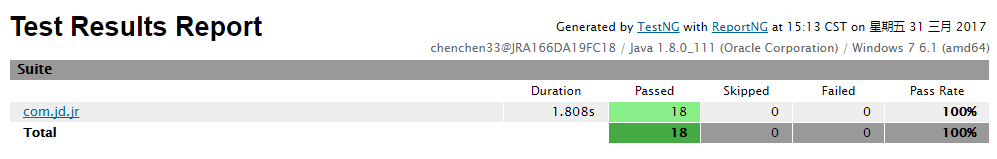 Test Results Report
Generated by TestNG with ReportNG at 15:13 CST on 星期五 31 三月 2017
chenchen33@JRA166DA19FC18 / Java 1.8.0_111 (Oracle Corporation) / Windows 7 6.1 (amd64)
Suite
Duration Passed Skipped Failed Pass Rate
com.jd.jr 1.808s 18 0 0 100%
Total 18 0 0 100%